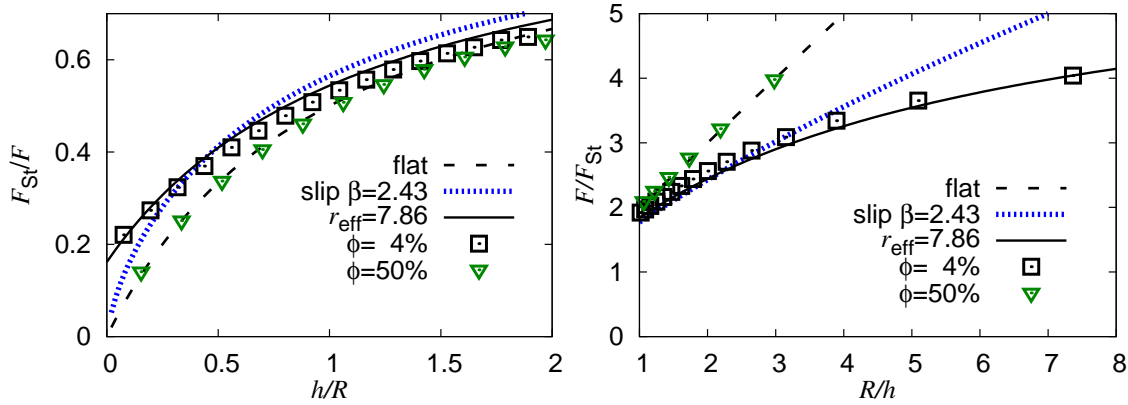 F_St/F
0.6
0.4
0.2
0
flat
slip β=2.43
r_eff=7.86
ϕ= 4%
ϕ=50%
0 0.5 1 1.5 2
h/R
F/F_St
5
4
3
2
1
0
flat
slip β=2.43
r_eff=7.86
ϕ= 4%
ϕ=50%
1 2 3 4 5 6 7 8
R/h